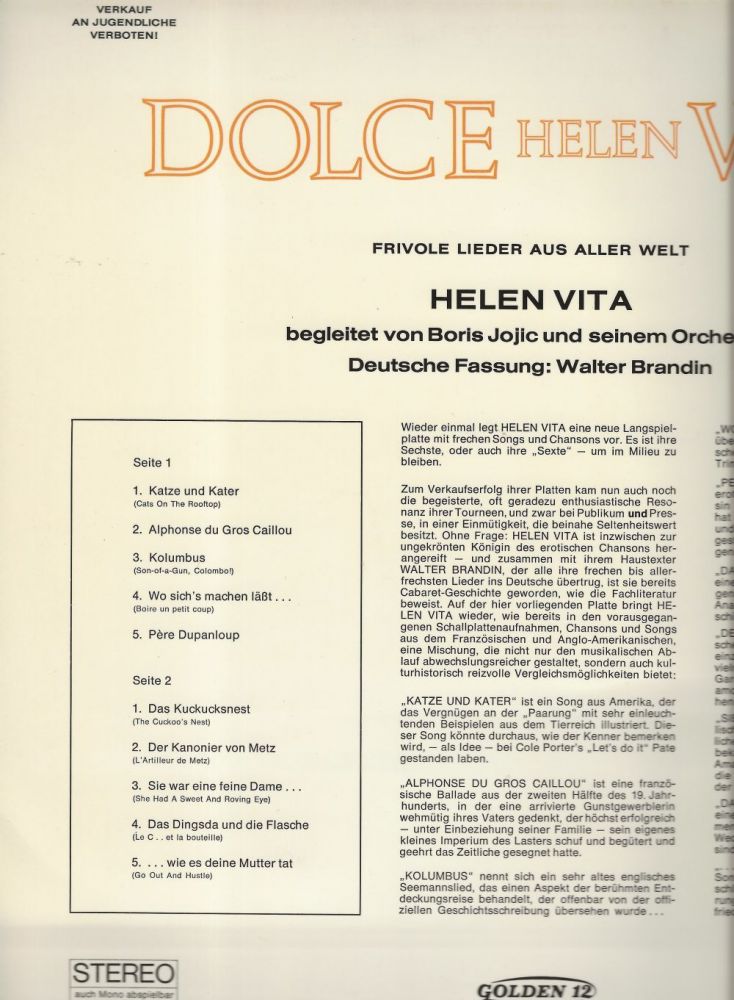 VERKAUF
AN JUGENDLICHE
VERBOTEN!
DOLCE HELEN V
FRIVOLE LIEDER AUS ALLER WELT
HELEN VITA
begleitet von Boris Jojic und seinem Orche
Deutsche Fassung: Walter Brandin
Seite 1
1. Katze und Kater
(Cats On The Rooftop)
2. Alphonse du Gros Caillou
3. Kolumbus
(Son-of-a-Gun, Colombo!)
4. Wo sich's machen läßt . . .
(Boire un petit coup)
5. Père Dupanloup
Seite 2
1. Das Kuckucksnest
(The Cuckoo's Nest)
2. Der Kanonier von Metz
(L'Artilleur de Metz)
3. Sie war eine feine Dame . . .
(She Had A Sweet And Roving Eye)
4. Das Dingsda und die Flasche
(Le C . . et la bouteille)
5. . . . wie es deine Mutter tat
(Go Out And Hustle)
Wieder einmal legt HELEN VITA eine neue Langspiel-
platte mit frechen Songs und Chansons vor. Es ist ihre
Sechste, oder auch ihre „Sexte" – um im Milieu zu
bleiben.
Zum Verkaufserfolg ihrer Platten kam nun auch noch
die begeisterte, oft geradezu enthusiastische Reso-
nanz ihrer Tourneen, und zwar bei Publikum und Pres-
se, in einer Einmütigkeit, die beinahe Seltenheitswert
besitzt. Ohne Frage: HELEN VITA ist inzwischen zur
ungekrönten Königin des erotischen Chansons her-
angereift – und zusammen mit ihrem Haustexter
WALTER BRANDIN, der alle ihre frechen bis aller-
frechsten Lieder ins Deutsche übertrug, ist sie bereits
Cabaret-Geschichte geworden, wie die Fachliteratur
beweist. Auf der hier vorliegenden Platte bringt HE-
LEN VITA wieder, wie bereits in den vorausgegan-
genen Schallplattenaufnahmen, Chansons und Songs
aus dem Französischen und Anglo-Amerikanischen,
eine Mischung, die nicht nur den musikalischen Ab-
lauf abwechslungsreicher gestaltet, sondern auch kul-
turhistorisch reizvolle Vergleichsmöglichkeiten bietet:
„KATZE UND KATER" ist ein Song aus Amerika, der
das Vergnügen an der „Paarung" mit sehr einleuch-
tenden Beispielen aus dem Tierreich illustriert. Die-
ser Song könnte durchaus, wie der Kenner bemerken
wird, – als Idee – bei Cole Porter's „Let's do it" Pate
gestanden haben.
„ALPHONSE DU GROS CAILLOU" ist eine franzö-
sische Ballade aus der zweiten Hälfte des 19. Jahr-
hunderts, in der eine arrivierte Gunstgewerblerin
wehmütig ihres Vaters gedenkt, der höchst erfolgreich
– unter Einbeziehung seiner Familie – sein eigenes
kleines Imperium des Lasters schuf und begütert und
geehrt das Zeitliche gesegnet hatte.
„KOLUMBUS" nennt sich ein sehr altes englisches
Seemannslied, das einen Aspekt der berühmten Ent-
deckungsreise behandelt, der offenbar von der offi-
ziellen Geschichtsschreibung übersehen wurde . . .
STEREO
auch Mono abspielbar
GOLDEN 12